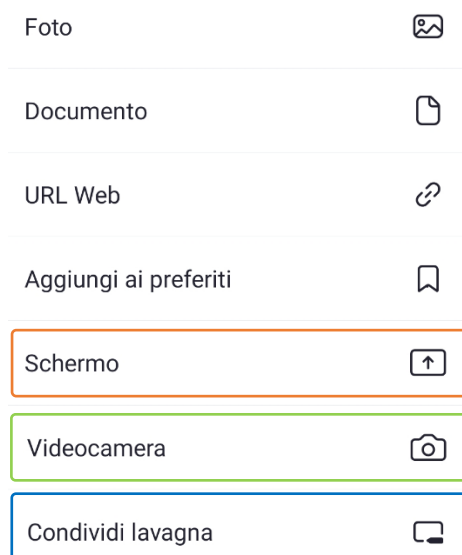 Foto
Documento
URL Web
Aggiungi ai preferiti
Schermo
Videocamera
Condividi lavagna